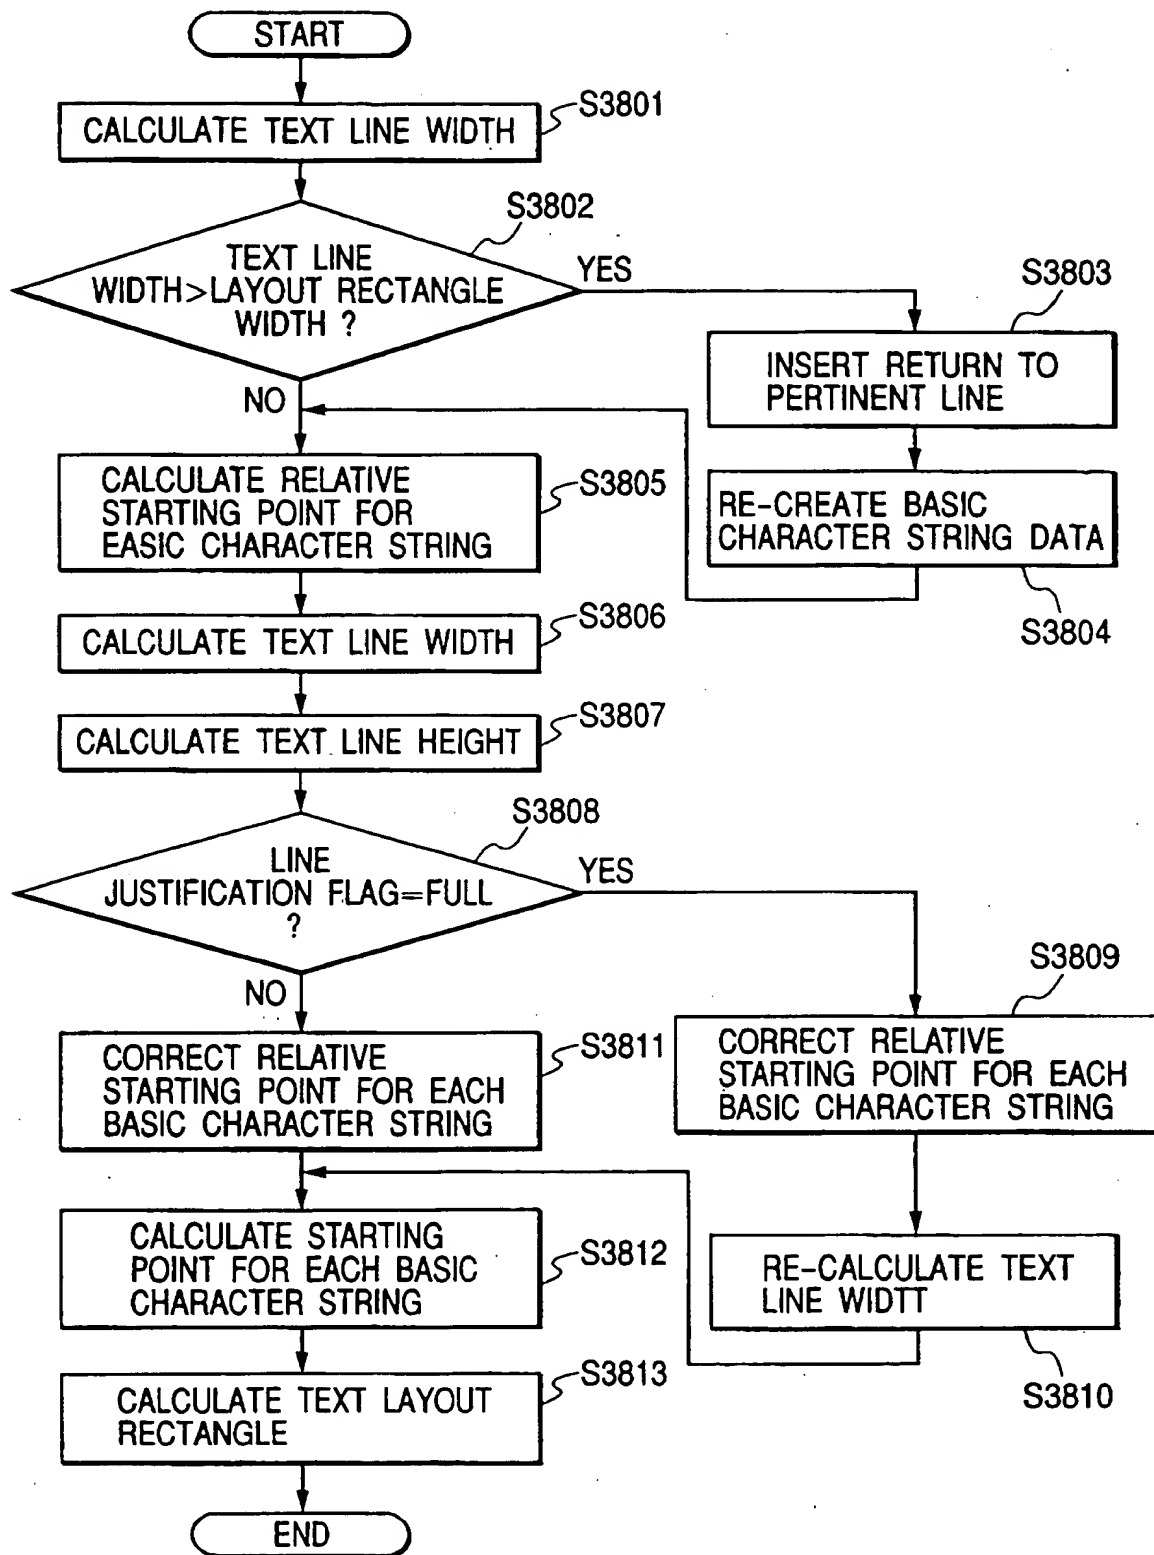 START
CALCULATE TEXT LINE WIDTH
S3801
S3802
TEXT LINE
WIDTH>LAYOUT RECTANGLE
WIDTH ?
YES
NO
S3803
INSERT RETURN TO
PERTINENT LINE
RE-CREATE BASIC
CHARACTER STRING DATA
S3804
CALCULATE RELATIVE
STARTING POINT FOR
EASIC CHARACTER STRING
S3805
CALCULATE TEXT LINE WIDTH
S3806
CALCULATE TEXT LINE HEIGHT
S3807
S3808
LINE
JUSTIFICATION FLAG=FULL
?
YES
NO
S3809
CORRECT RELATIVE
STARTING POINT FOR EACH
BASIC CHARACTER STRING
RE-CALCULATE TEXT
LINE WIDTT
S3810
CORRECT RELATIVE
STARTING POINT FOR EACH
BASIC CHARACTER STRING
S3811
CALCULATE STARTING
POINT FOR EACH BASIC
CHARACTER STRING
S3812
CALCULATE TEXT LAYOUT
RECTANGLE
S3813
END